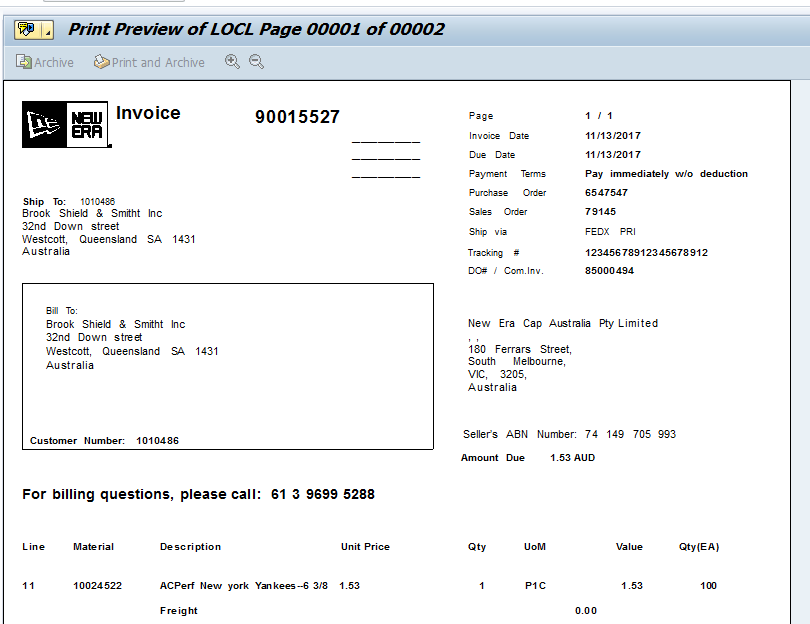 Print Preview of LOCL Page 00001 of 00002
Archive Print and Archive
NEW ERA
Invoice 90015527
Page 1 / 1
Invoice Date 11/13/2017
Due Date 11/13/2017
Payment Terms Pay immediately w/o deduction
Purchase Order 6547547
Sales Order 79145
Ship via FEDX PRI
Tracking # 12345678912345678912
DO# / Com.Inv. 85000494
Ship To: 1010486
Brook Shield & Smitht Inc
32nd Down street
Westcott, Queensland SA 1431
Australia
Bill To:
Brook Shield & Smitht Inc
32nd Down street
Westcott, Queensland SA 1431
Australia
Customer Number: 1010486
New Era Cap Australia Pty Limited
, ,
180 Ferrars Street,
South Melbourne,
VIC, 3205,
Australia
Seller's ABN Number: 74 149 705 993
Amount Due 1.53 AUD
For billing questions, please call: 61 3 9699 5288
Line Material Description Unit Price Qty UoM Value Qty(EA)
11 10024522 ACPerf New york Yankees--6 3/8 1.53 1 P1C 1.53 100
Freight 0.00